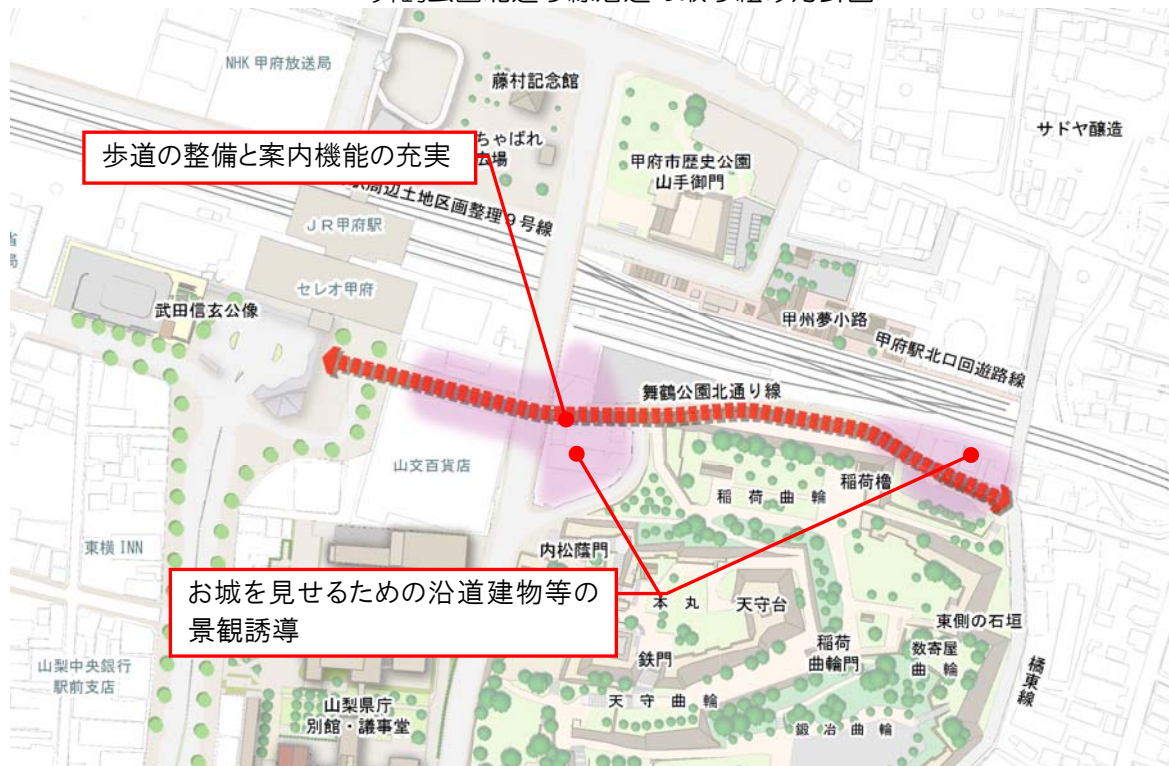 NHK 甲府放送局
藤村記念館
サドヤ醸造
歩道の整備と案内機能の充実
ちゃばれ
広場
甲府市歴史公園
山手御門
駅周辺土地区画整理9号線
JR甲府駅
セレオ甲府
武田信玄公像
甲州夢小路
甲府駅北口回遊路線
舞鶴公園北通り線
山交百貨店
稲荷櫓
稲荷曲輪
東横 INN
内松蔭門
お城を見せるための沿道建物等の
景観誘導
本丸
天守台
東側の石垣
稲荷
曲輪門
数寄屋
曲輪
鉄門
橘東線
山梨中央銀行
駅前支店
天守曲輪
山梨県庁
別館・議事堂
鍛冶曲輪